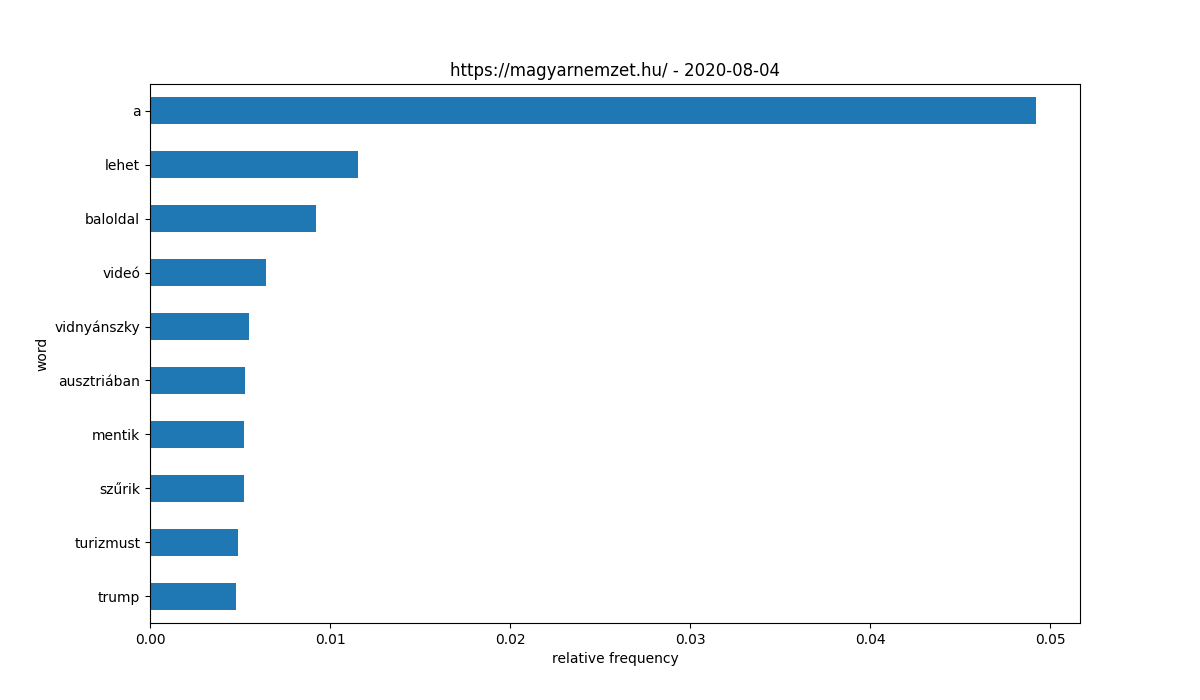 https://magyarnemzet.hu/ - 2020-08-04
a
lehet
baloldal
videó
vidnyánszky
ausztriában
mentik
szűrik
turizmust
trump
word
0.00 0.01 0.02 0.03 0.04 0.05
relative frequency